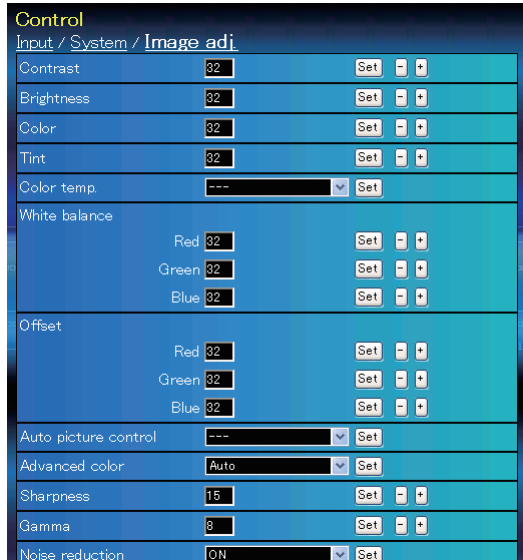 Control
Input / System / Image adj.
Contrast 32 Set - +
Brightness 32 Set - +
Color 32 Set - +
Tint 32 Set - +
Color temp. --- Set
White balance
Red 32 Set - +
Green 32 Set - +
Blue 32 Set - +
Offset
Red 32 Set - +
Green 32 Set - +
Blue 32 Set - +
Auto picture control --- Set
Advanced color Auto Set
Sharpness 15 Set - +
Gamma 8 Set - +
Noise reduction ON Set